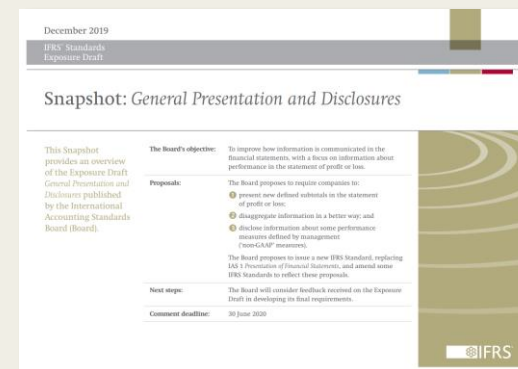 December 2019
IFRS® Standards
Exposure Draft
Snapshot: General Presentation and Disclosures
This Snapshot
provides an overview
of the Exposure Draft
General Presentation and
Disclosures published
by the International
Accounting Standards
Board (Board).
The Board's objective:
To improve how information is communicated in the
financial statements, with a focus on information about
performance in the statement of profit or loss.
Proposals:
The Board proposes to require companies to:
1 present new defined subtotals in the statement
of profit or loss;
2 disaggregate information in a better way; and
3 disclose information about some performance
measures defined by management
('non-GAAP' measures).
The Board proposes to issue a new IFRS Standard, replacing
IAS 1 Presentation of Financial Statements, and amend some
IFRS Standards to reflect these proposals.
Next steps:
The Board will consider feedback received on the Exposure
Draft in developing its final requirements.
Comment deadline:
30 June 2020
IFRS